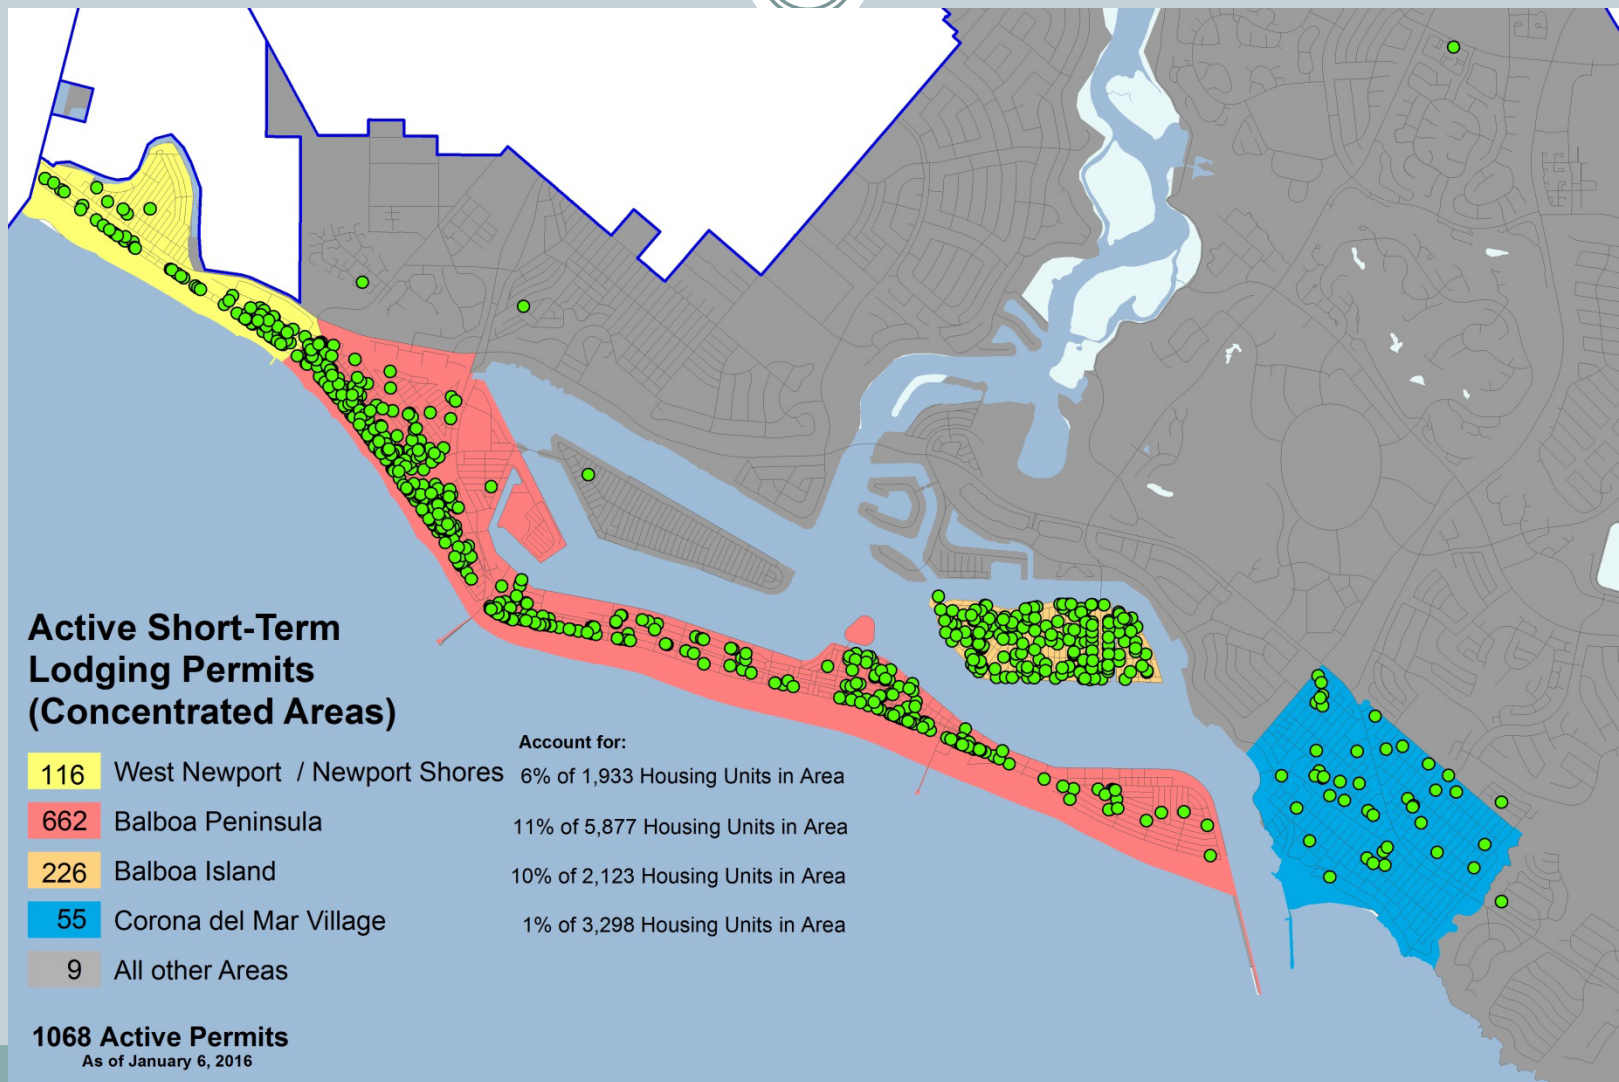 Active Short-Term
Lodging Permits
(Concentrated Areas)
Account for:
116 West Newport / Newport Shores 6% of 1,933 Housing Units in Area
662 Balboa Peninsula 11% of 5,877 Housing Units in Area
226 Balboa Island 10% of 2,123 Housing Units in Area
55 Corona del Mar Village 1% of 3,298 Housing Units in Area
9 All other Areas
1068 Active Permits
As of January 6, 2016